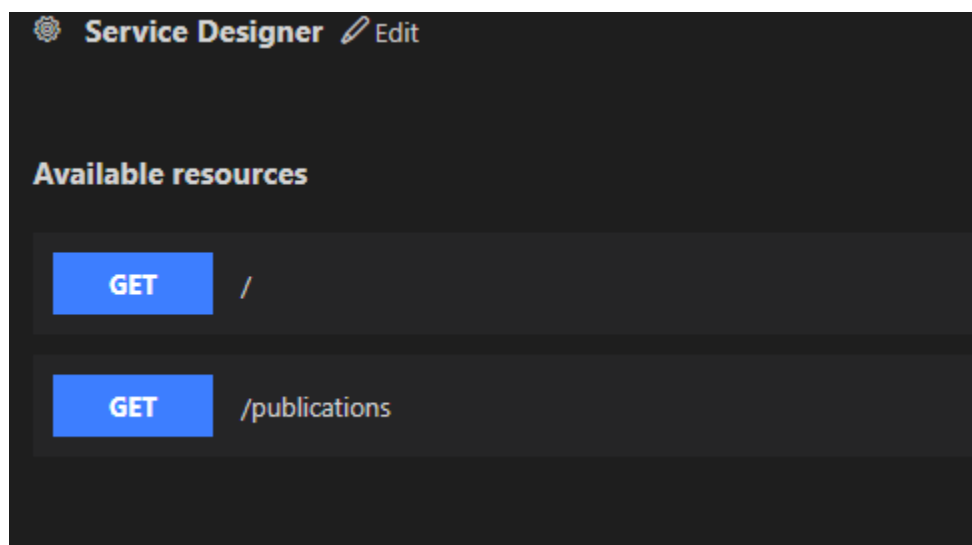 Service Designer Edit
Available resources
GET /
GET /publications